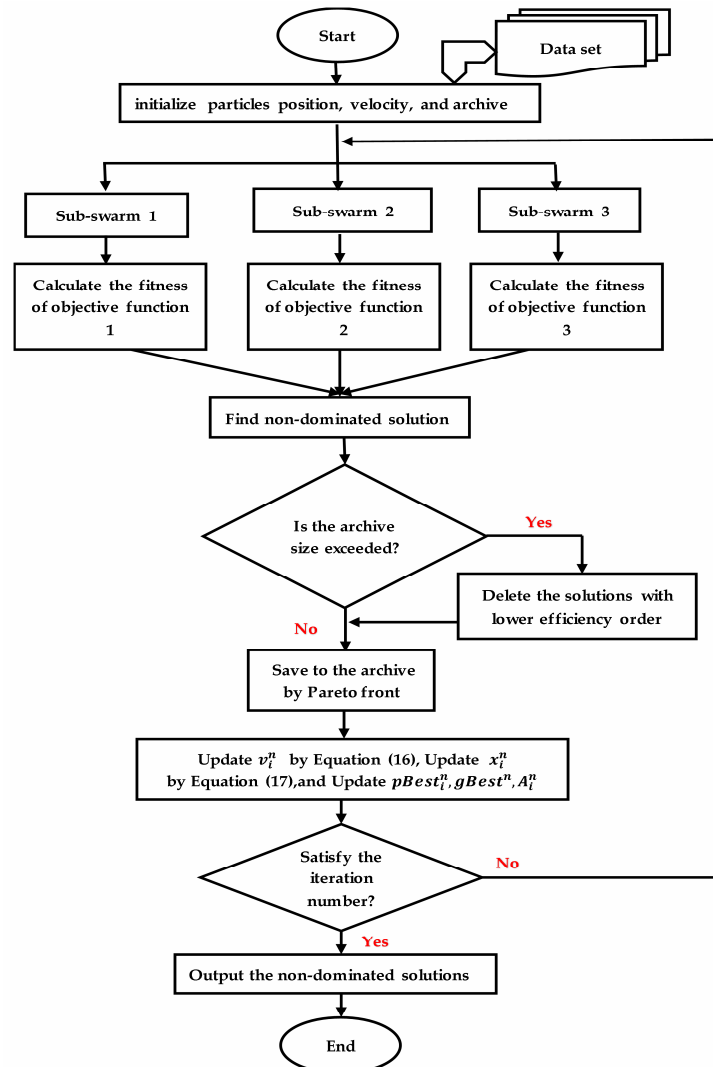 Start
Data set
initialize particles position, velocity, and archive
Sub-swarm 1
Sub-swarm 2
Sub-swarm 3
Calculate the fitness
of objective function
1
Calculate the fitness
of objective function
2
Calculate the fitness
of objective function
3
Find non-dominated solution
Is the archive
size exceeded?
Yes
Delete the solutions with
lower efficiency order
No
Save to the archive
by Pareto front
Update $v_i^n$ by Equation (16), Update $x_i^n$
by Equation (17),and Update $pBest_i^n, gBest^n, A_i^n$
Satisfy the
iteration
number?
No
Yes
Output the non-dominated solutions
End